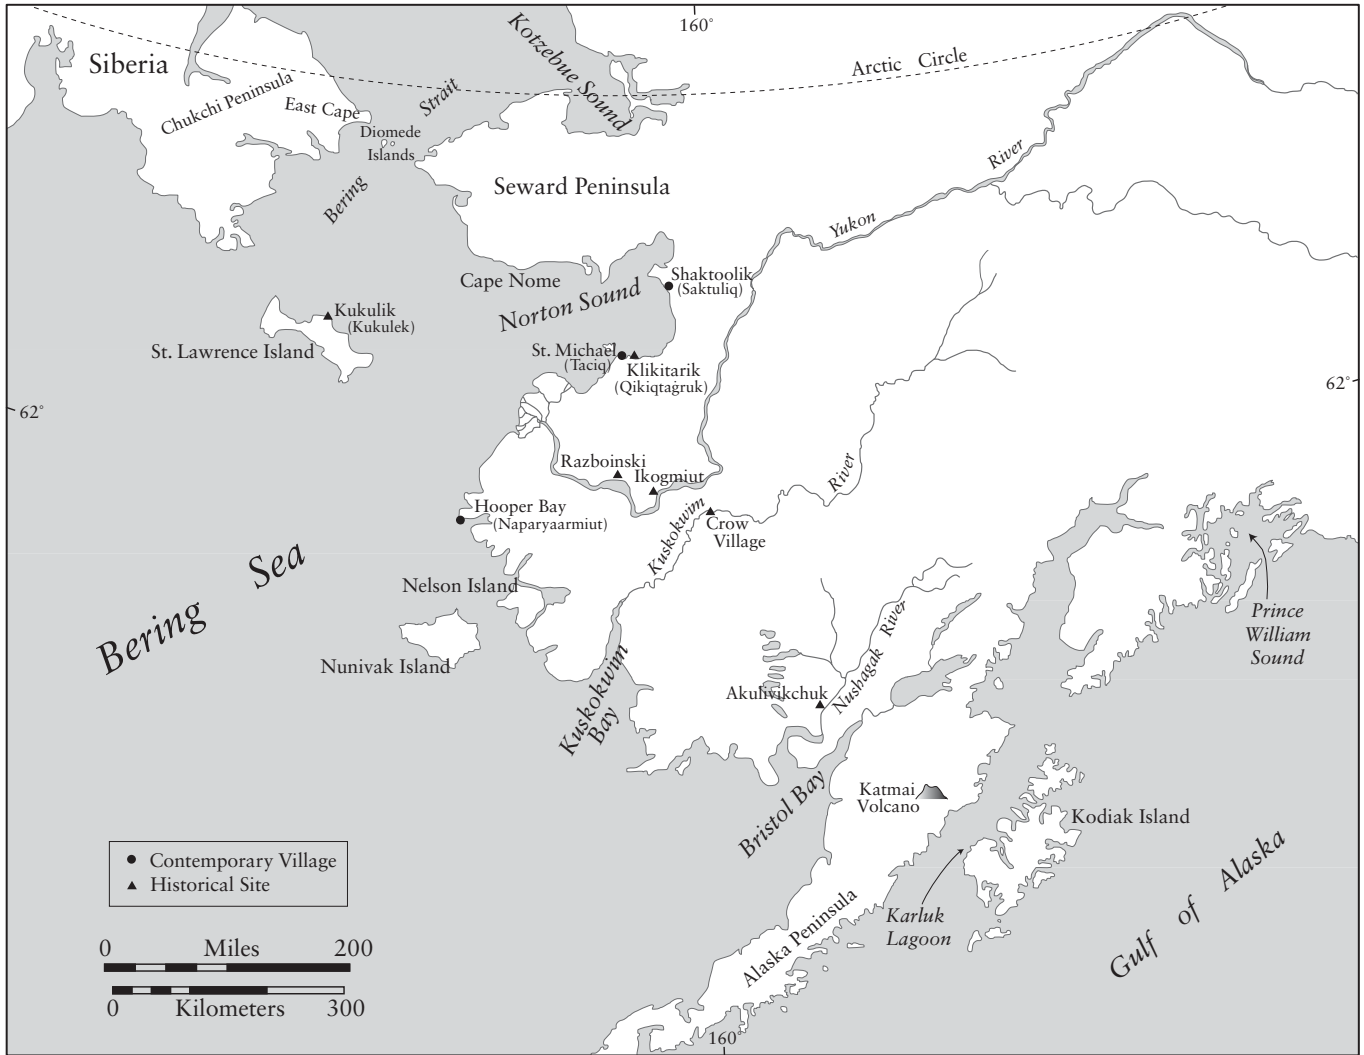 160°
Kotzebue Sound
Siberia
Arctic Circle
Chukchi Peninsula
East Cape
Strait
Diomede
Islands
Bering
River
Seward Peninsula
Yukon
Cape Nome
Norton Sound
Shaktoolik
(Saktuliq)
Kukulik
(Kukulek)
St. Lawrence Island
St. Michael
(Taciq)
Klikitarik
(Qikiqtaġruk)
62°
62°
Razboinski
Ikogmiut
River
Hooper Bay
(Naparyaarmiut)
Kuskokwim
Crow
Village
Bering Sea
Nelson Island
Nunivak Island
Kuskokwim
Bay
River
Nushagak
Akulivikchuk
Prince
William
Sound
Katmai
Volcano
Bristol Bay
Kodiak Island
Karluk
Lagoon
Gulf of Alaska
Alaska Peninsula
Contemporary Village
Historical Site
0 Miles 200
0 Kilometers 300
160°